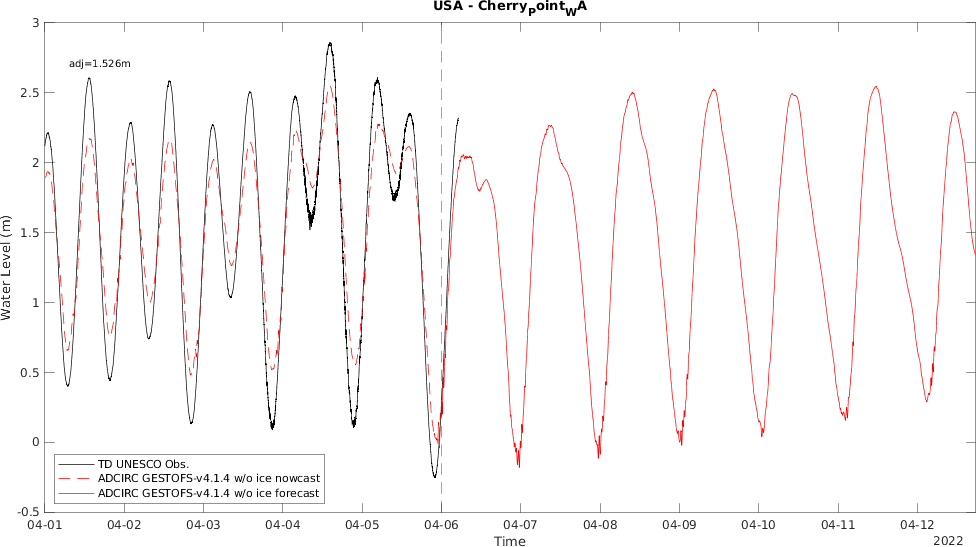 USA - Cherry_Point_WA
3
adj=1.526m
2.5
2
1.5
Water Level (m)
1
0.5
0
-0.5
TD UNESCO Obs.
ADCIRC GESTOFS-v4.1.4 w/o ice nowcast
ADCIRC GESTOFS-v4.1.4 w/o ice forecast
04-01 04-02 04-03 04-04 04-05 04-06 04-07 04-08 04-09 04-10 04-11 04-12
Time
2022